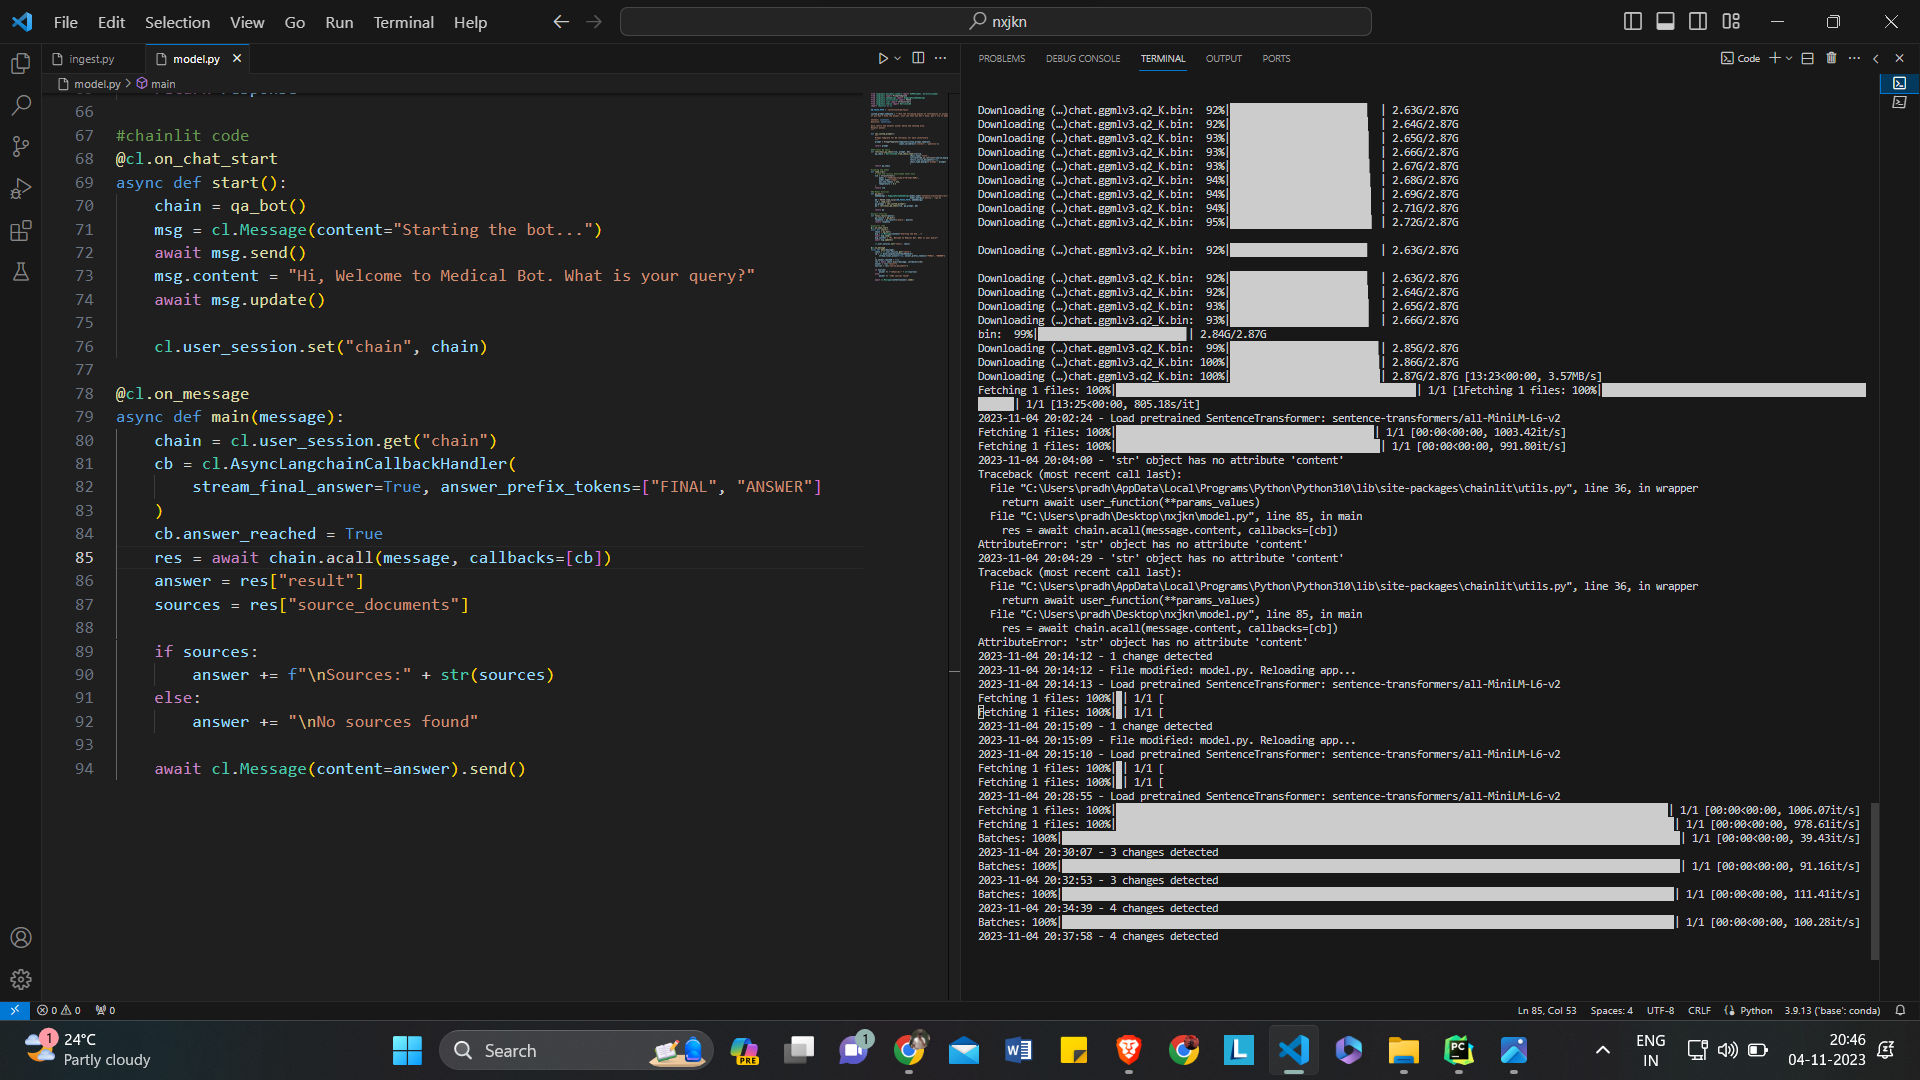 File Edit Selection View Go Run Terminal Help
nxjkn
ingest.py
model.py
model.py > main
66
67 #chainlit code
68 @cl.on_chat_start
69 async def start():
70 chain = qa_bot()
71 msg = cl.Message(content="Starting the bot...")
72 await msg.send()
73 msg.content = "Hi, Welcome to Medical Bot. What is your query?"
74 await msg.update()
75
76 cl.user_session.set("chain", chain)
77
78 @cl.on_message
79 async def main(message):
80 chain = cl.user_session.get("chain")
81 cb = cl.AsyncLangchainCallbackHandler(
82 stream_final_answer=True, answer_prefix_tokens=["FINAL", "ANSWER"]
83 )
84 cb.answer_reached = True
85 res = await chain.acall(message, callbacks=[cb])
86 answer = res["result"]
87 sources = res["source_documents"]
88
89 if sources:
90 answer += f"\nSources:" + str(sources)
91 else:
92 answer += "\nNo sources found"
93
94 await cl.Message(content=answer).send()
PROBLEMS DEBUG CONSOLE TERMINAL OUTPUT PORTS
Code
Downloading (…)chat.ggmlv3.q2_K.bin: 92%| | 2.63G/2.87G
Downloading (…)chat.ggmlv3.q2_K.bin: 92%| | 2.64G/2.87G
Downloading (…)chat.ggmlv3.q2_K.bin: 93%| | 2.65G/2.87G
Downloading (…)chat.ggmlv3.q2_K.bin: 93%| | 2.66G/2.87G
Downloading (…)chat.ggmlv3.q2_K.bin: 93%| | 2.67G/2.87G
Downloading (…)chat.ggmlv3.q2_K.bin: 94%| | 2.68G/2.87G
Downloading (…)chat.ggmlv3.q2_K.bin: 94%| | 2.69G/2.87G
Downloading (…)chat.ggmlv3.q2_K.bin: 94%| | 2.71G/2.87G
Downloading (…)chat.ggmlv3.q2_K.bin: 95%| | 2.72G/2.87G
Downloading (…)chat.ggmlv3.q2_K.bin: 92%| | 2.63G/2.87G
Downloading (…)chat.ggmlv3.q2_K.bin: 92%| | 2.63G/2.87G
Downloading (…)chat.ggmlv3.q2_K.bin: 92%| | 2.64G/2.87G
Downloading (…)chat.ggmlv3.q2_K.bin: 93%| | 2.65G/2.87G
Downloading (…)chat.ggmlv3.q2_K.bin: 93%| | 2.66G/2.87G
bin: 99%| | 2.84G/2.87G
Downloading (…)chat.ggmlv3.q2_K.bin: 99%| | 2.85G/2.87G
Downloading (…)chat.ggmlv3.q2_K.bin: 100%| | 2.86G/2.87G
Downloading (…)chat.ggmlv3.q2_K.bin: 100%| | 2.87G/2.87G [13:23<00:00, 3.57MB/s]
Fetching 1 files: 100%| | 1/1 [1Fetching 1 files: 100%|
| 1/1 [13:25<00:00, 805.18s/it]
2023-11-04 20:02:24 - Load pretrained SentenceTransformer: sentence-transformers/all-MiniLM-L6-v2
Fetching 1 files: 100%| | 1/1 [00:00<00:00, 1003.42it/s]
Fetching 1 files: 100%| | 1/1 [00:00<00:00, 991.80it/s]
2023-11-04 20:04:00 - 'str' object has no attribute 'content'
Traceback (most recent call last):
File "C:\Users\pradh\AppData\Local\Programs\Python\Python310\lib\site-packages\chainlit\utils.py", line 36, in wrapper
return await user_function(**params_values)
File "C:\Users\pradh\Desktop\nxjkn\model.py", line 85, in main
res = await chain.acall(message.content, callbacks=[cb])
AttributeError: 'str' object has no attribute 'content'
2023-11-04 20:04:29 - 'str' object has no attribute 'content'
Traceback (most recent call last):
File "C:\Users\pradh\AppData\Local\Programs\Python\Python310\lib\site-packages\chainlit\utils.py", line 36, in wrapper
return await user_function(**params_values)
File "C:\Users\pradh\Desktop\nxjkn\model.py", line 85, in main
res = await chain.acall(message.content, callbacks=[cb])
AttributeError: 'str' object has no attribute 'content'
2023-11-04 20:14:12 - 1 change detected
2023-11-04 20:14:12 - File modified: model.py. Reloading app...
2023-11-04 20:14:13 - Load pretrained SentenceTransformer: sentence-transformers/all-MiniLM-L6-v2
Fetching 1 files: 100%| | 1/1 [
Fetching 1 files: 100%| | 1/1 [
2023-11-04 20:15:09 - 1 change detected
2023-11-04 20:15:09 - File modified: model.py. Reloading app...
2023-11-04 20:15:10 - Load pretrained SentenceTransformer: sentence-transformers/all-MiniLM-L6-v2
Fetching 1 files: 100%| | 1/1 [
Fetching 1 files: 100%| | 1/1 [
2023-11-04 20:28:55 - Load pretrained SentenceTransformer: sentence-transformers/all-MiniLM-L6-v2
Fetching 1 files: 100%| | 1/1 [00:00<00:00, 1006.07it/s]
Fetching 1 files: 100%| | 1/1 [00:00<00:00, 978.61it/s]
Batches: 100%| | 1/1 [00:00<00:00, 39.43it/s]
2023-11-04 20:30:07 - 3 changes detected
Batches: 100%| | 1/1 [00:00<00:00, 91.16it/s]
2023-11-04 20:32:53 - 3 changes detected
Batches: 100%| | 1/1 [00:00<00:00, 111.41it/s]
2023-11-04 20:34:39 - 4 changes detected
Batches: 100%| | 1/1 [00:00<00:00, 100.28it/s]
2023-11-04 20:37:58 - 4 changes detected
0 0 0
Ln 85, Col 53 Spaces: 4 UTF-8 CRLF Python 3.9.13 ('base': conda)
1
24°C
Partly cloudy
Search
PRE
1
ENG
IN
20:46
04-11-2023